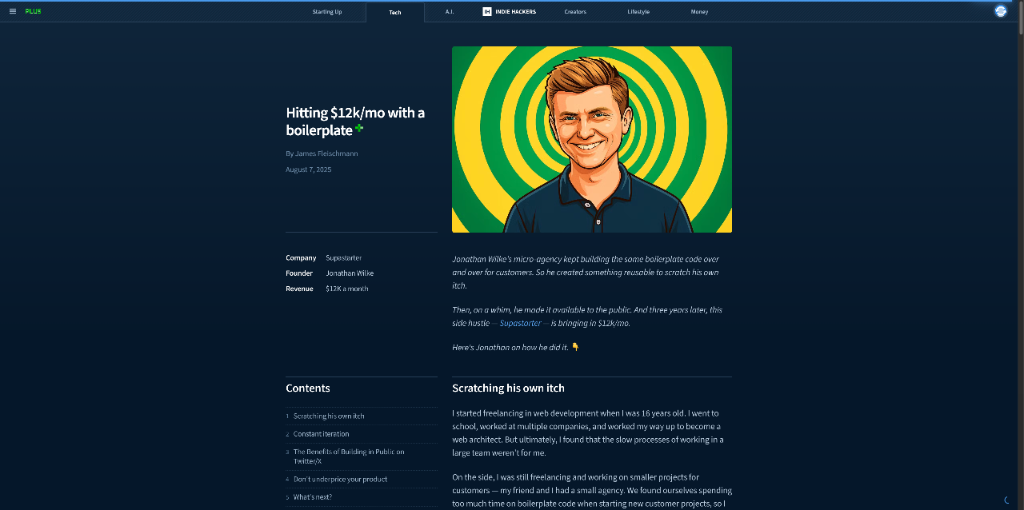 PLUS
Starting Up
Tech
A.I.
INDIE HACKERS
Creators
Lifestyle
Money
Hitting $12k/mo with a
boilerplate
By James Fleischmann
August 7, 2025
Company Supastarter
Founder Jonathan Wilke
Revenue $12K a month
Jonathan Wilke's micro-agency kept building the same boilerplate code over
and over for customers. So he created something reusable to scratch his own
itch.
Then, on a whim, he made it available to the public. And three years later, this
side hustle — Supastarter — is bringing in $12k/mo.
Here's Jonathan on how he did it. 👇
Contents
1 Scratching his own itch
2 Constant iteration
3 The Benefits of Building in Public on
Twitter/X
4 Don't underprice your product
5 What's next?
Scratching his own itch
I started freelancing in web development when I was 16 years old. I went to
school, worked at multiple companies, and worked my way up to become a
web architect. But ultimately, I found that the slow processes of working in a
large team weren't for me.
On the side, I was still freelancing and working on smaller projects for
customers — my friend and I had a small agency. We found ourselves spending
too much time on boilerplate code when starting new customer projects, so I